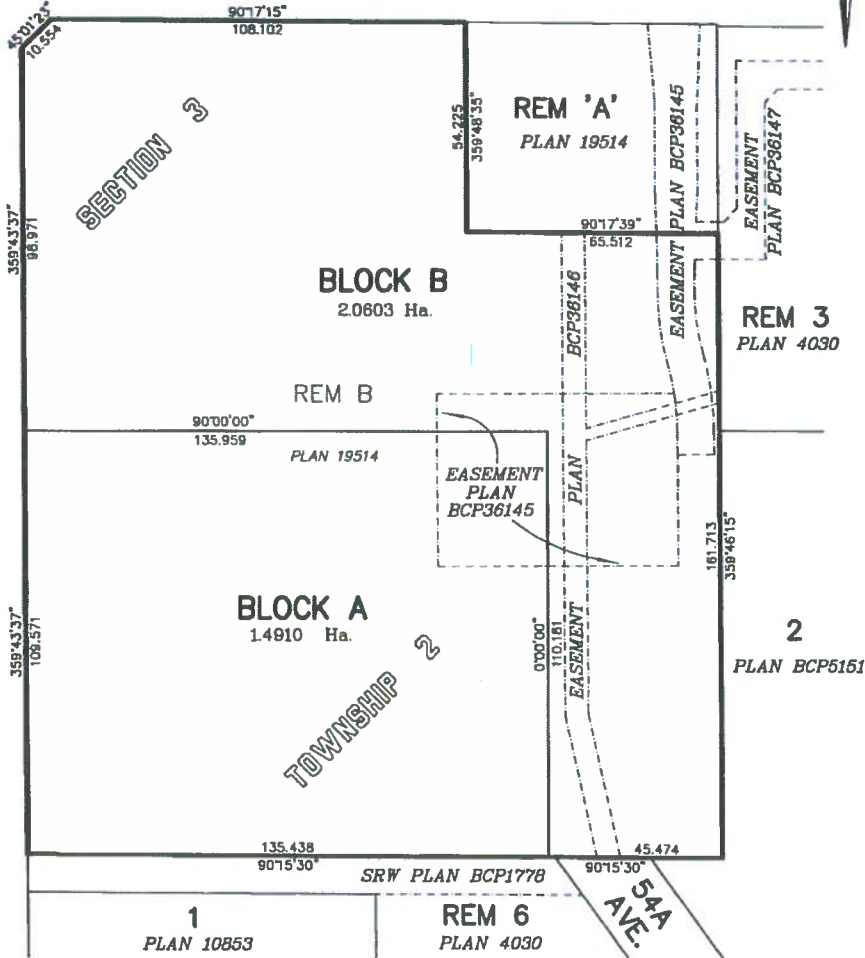 90°17'15"
108.102
45°01'23"
10.554
SECTION 3
54.225
359°48'35"
REM 'A'
PLAN 19514
EASEMENT PLAN BCP36145
EASEMENT
PLAN BCP36147
90°17'39"
65.512
359°43'37"
98.971
BLOCK B
2.0603 Ha.
BCP36146
PLAN
EASEMENT
REM 3
PLAN 4030
REM B
90°00'00"
135.959
PLAN 19514
EASEMENT
PLAN
BCP36145
161.713
359°46'15"
359°43'37"
109.571
BLOCK A
1.4910 Ha.
TOWNSHIP 2
0°00'00"
110.181
2
PLAN BCP5151
135.438
90°15'30"
45.474
90°15'30"
SRW PLAN BCP1778
54A
AVE.
1
PLAN 10853
REM 6
PLAN 4030